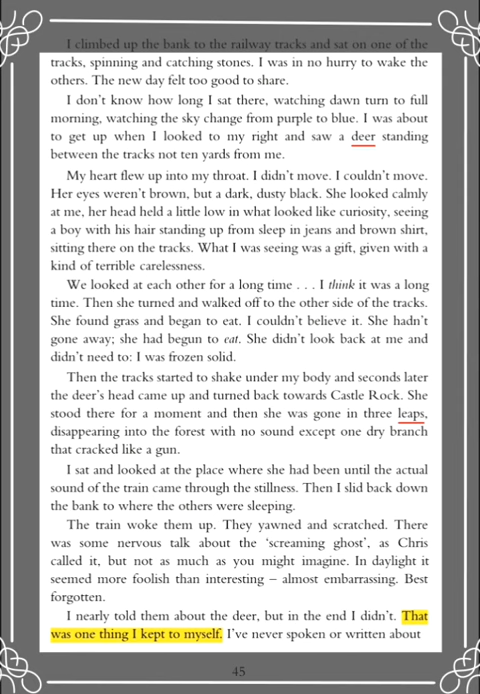 I climbed up the bank to the railway tracks and sat on one of the
tracks, spinning and catching stones. I was in no hurry to wake the
others. The new day felt too good to share.
I don't know how long I sat there, watching dawn turn to full
morning, watching the sky change from purple to blue. I was about
to get up when I looked to my right and saw a deer standing
between the tracks not ten yards from me.
My heart flew up into my throat. I didn't move. I couldn't move.
Her eyes weren't brown, but a dark, dusty black. She looked calmly
at me, her head held a little low in what looked like curiosity, seeing
a boy with his hair standing up from sleep in jeans and brown shirt,
sitting there on the tracks. What I was seeing was a gift, given with a
kind of terrible carelessness.
We looked at each other for a long time . . . I think it was a long
time. Then she turned and walked off to the other side of the tracks.
She found grass and began to eat. I couldn't believe it. She hadn't
gone away; she had begun to eat. She didn't look back at me and
didn't need to: I was frozen solid.
Then the tracks started to shake under my body and seconds later
the deer's head came up and turned back towards Castle Rock. She
stood there for a moment and then she was gone in three leaps,
disappearing into the forest with no sound except one dry branch
that cracked like a gun.
I sat and looked at the place where she had been until the actual
sound of the train came through the stillness. Then I slid back down
the bank to where the others were sleeping.
The train woke them up. They yawned and scratched. There
was some nervous talk about the 'screaming ghost', as Chris
called it, but not as much as you might imagine. In daylight it
seemed more foolish than interesting – almost embarrassing. Best
forgotten.
I nearly told them about the deer, but in the end I didn't. That
was one thing I kept to myself. I've never spoken or written about
45